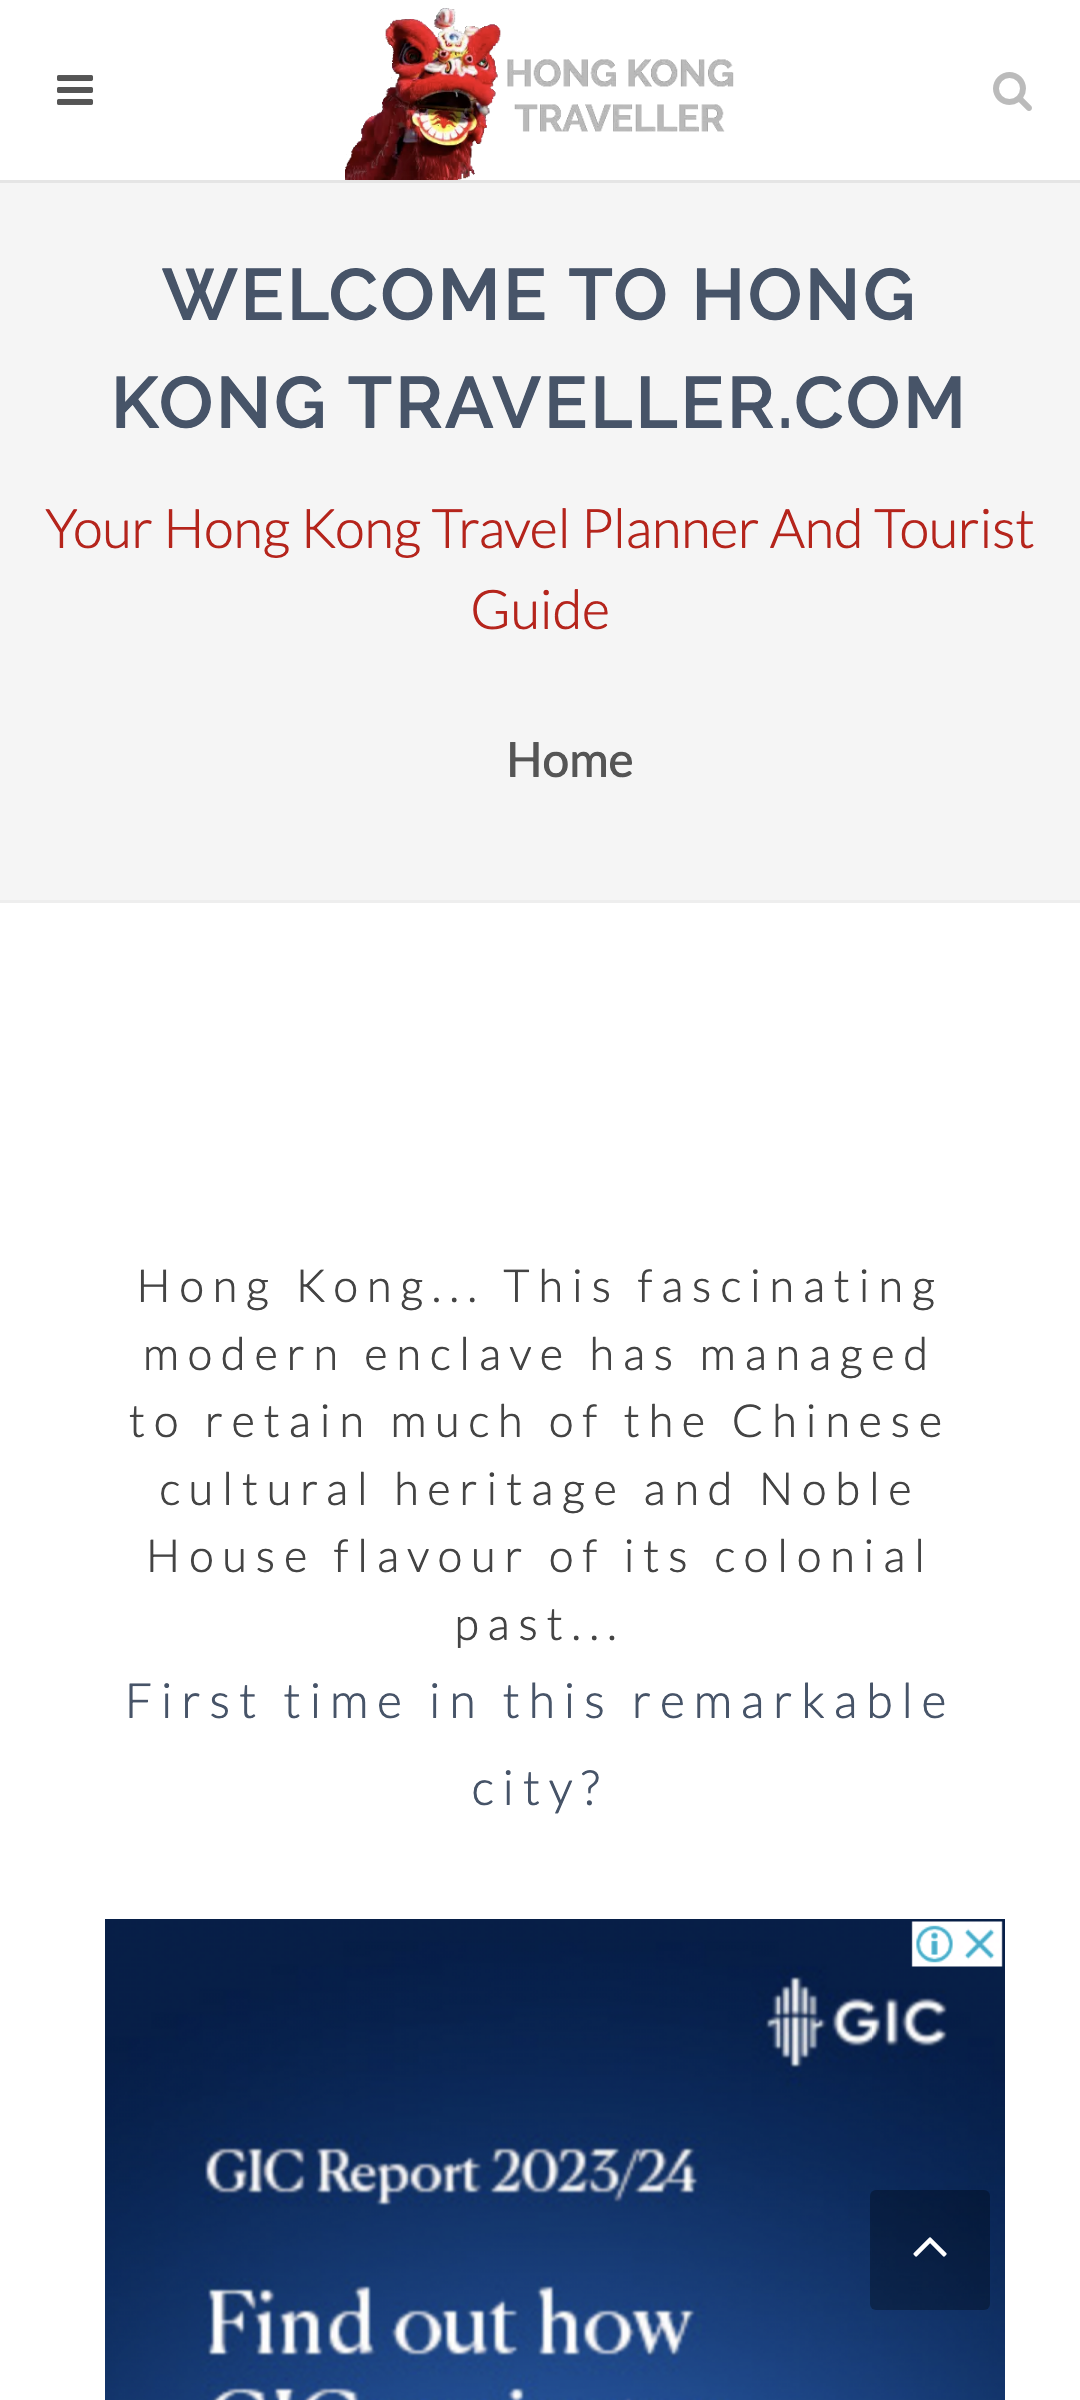 HONG KONG
TRAVELLER
WELCOME TO HONG
KONG TRAVELLER.COM
Your Hong Kong Travel Planner And Tourist
Guide
Home
Hong Kong... This fascinating
modern enclave has managed
to retain much of the Chinese
cultural heritage and Noble
House flavour of its colonial
past...
First time in this remarkable
city?
GIC
GIC Report 2023/24
Find out how